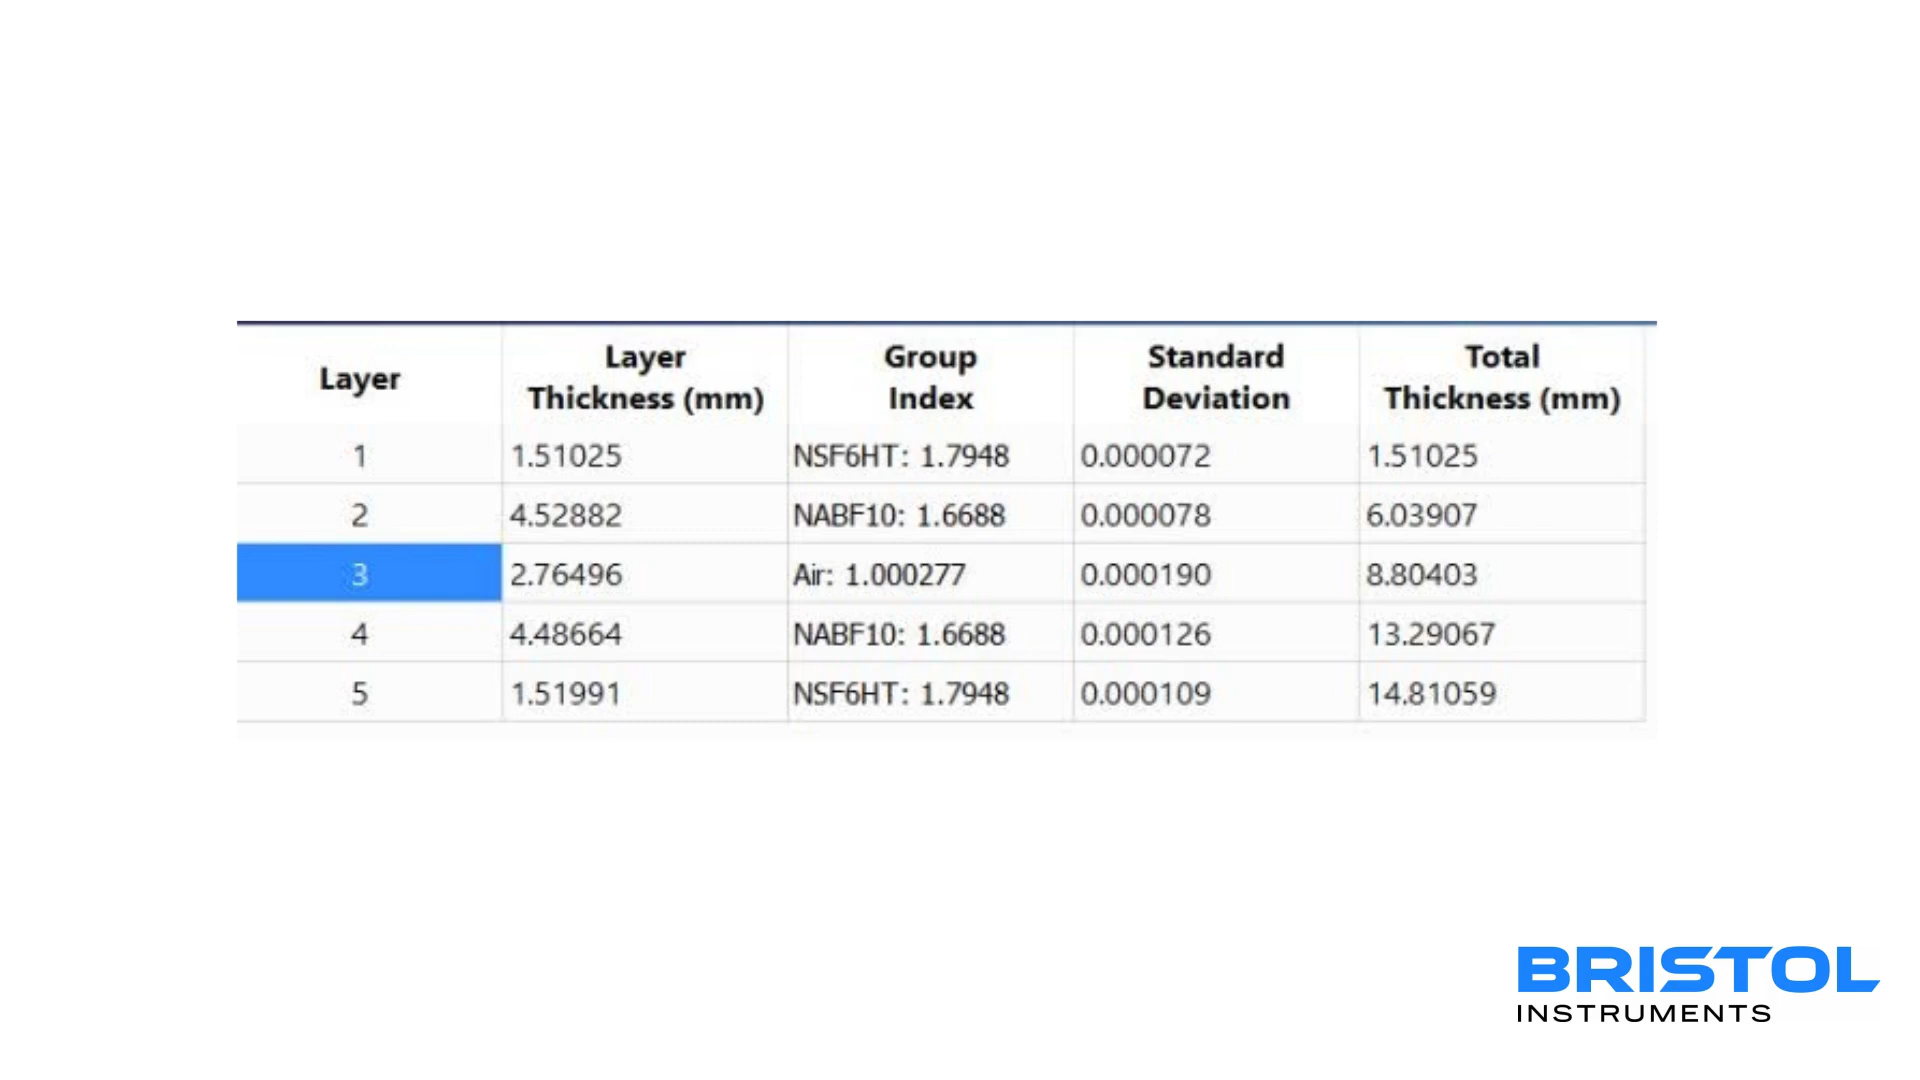 Layer Layer Thickness (mm) Group Index Standard Deviation Total Thickness (mm)
1 1.51025 NSF6HT: 1.7948 0.000072 1.51025
2 4.52882 NABF10: 1.6688 0.000078 6.03907
3 2.76496 Air: 1.000277 0.000190 8.80403
4 4.48664 NABF10: 1.6688 0.000126 13.29067
5 1.51991 NSF6HT: 1.7948 0.000109 14.81059
BRISTOL
INSTRUMENTS